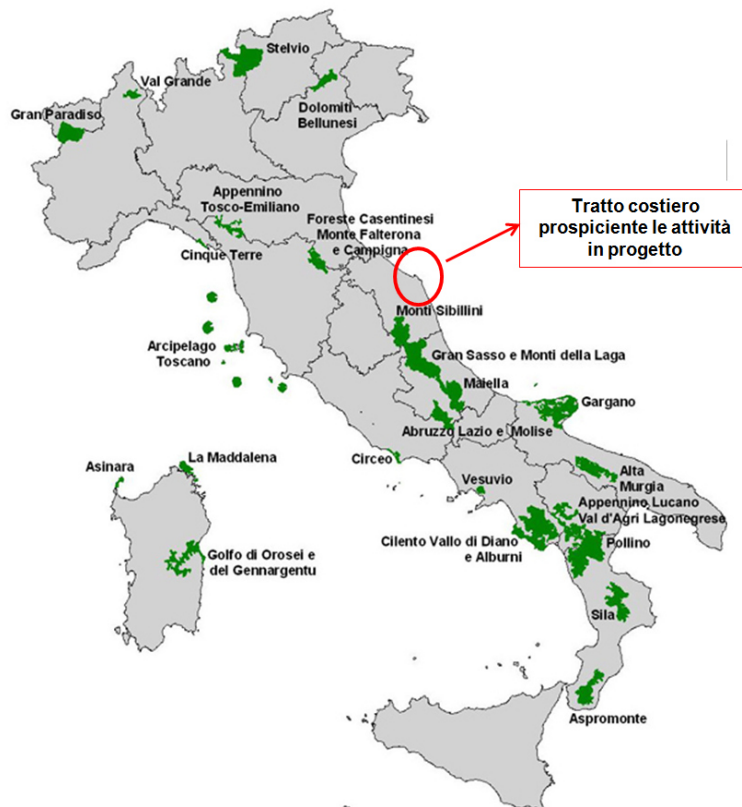 Stelvio
Val Grande
Dolomiti
Bellunesi
Gran Paradiso
Appennino
Tosco-Emiliano
Foreste Casentinesi
Monte Falterona
e Campigna
Tratto costiero
prospiciente le attività
in progetto
Cinque Terre
Monti Sibillini
Arcipelago
Toscano
Gran Sasso e Monti della Laga
Maiella
Gargano
Abruzzo Lazio e Molise
Circeo
La Maddalena
Asinara
Vesuvio
Alta
Murgia
Appennino Lucano
Val d'Agri Lagonegrese
Cilento Vallo di Diano
e Alburni
Pollino
Golfo di Orosei e
del Gennargentu
Sila
Aspromonte